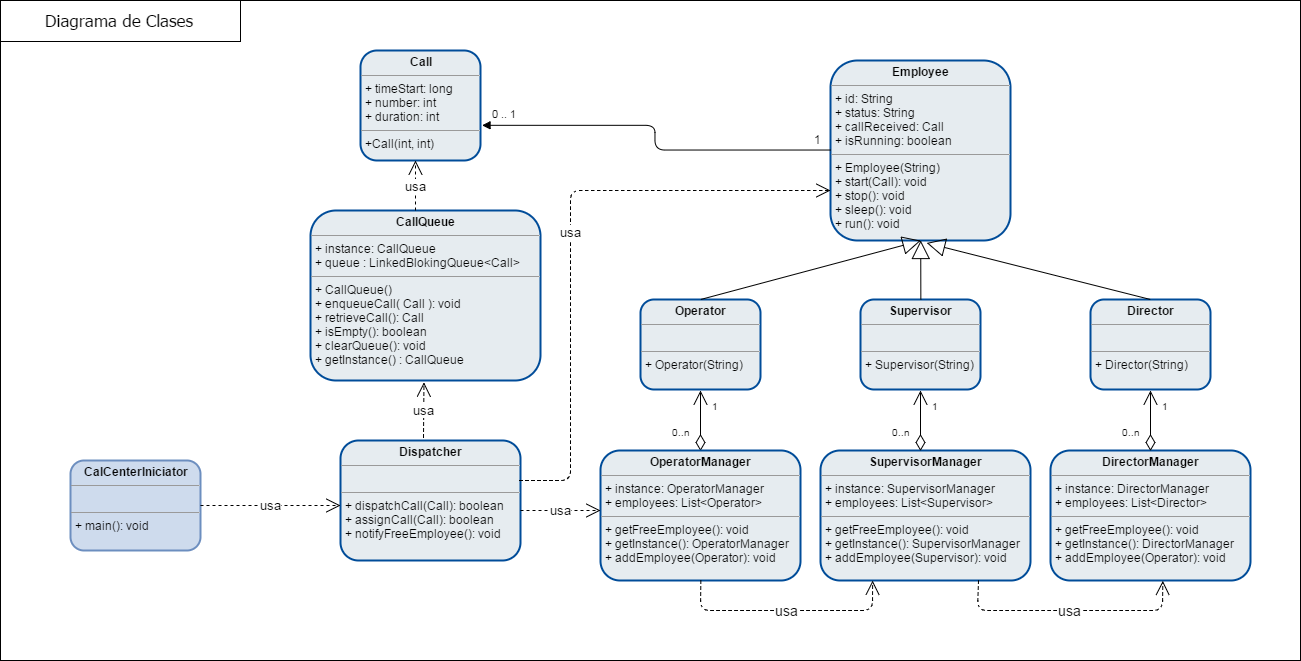 Diagrama de Clases
Call
+ timeStart: long
+ number: int
+ duration: int
+Call(int, int)
0 .. 1
1
Employee
+ id: String
+ status: String
+ callReceived: Call
+ isRunning: boolean
+ Employee(String)
+ start(Call): void
+ stop(): void
+ sleep(): void
+ run(): void
usa
CallQueue
+ instance: CallQueue
+ queue : LinkedBlokingQueue<Call>
+ CallQueue()
+ enqueueCall( Call ): void
+ retrieveCall(): Call
+ isEmpty(): boolean
+ clearQueue(): void
+ getInstance() : CallQueue
usa
Operator
+ Operator(String)
Supervisor
+ Supervisor(String)
Director
+ Director(String)
usa
1
0..n
1
0..n
1
0..n
CalCenterIniciator
+ main(): void
usa
Dispatcher
+ dispatchCall(Call): boolean
+ assignCall(Call): boolean
+ notifyFreeEmployee(): void
usa
OperatorManager
+ instance: OperatorManager
+ employees: List<Operator>
+ getFreeEmployee(): void
+ getInstance(): OperatorManager
+ addEmployee(Operator): void
SupervisorManager
+ instance: SupervisorManager
+ employees: List<Supervisor>
+ getFreeEmployee(): void
+ getInstance(): SupervisorManager
+ addEmployee(Supervisor): void
DirectorManager
+ instance: DirectorManager
+ employees: List<Director>
+ getFreeEmployee(): void
+ getInstance(): DirectorManager
+ addEmployee(Operator): void
usa
usa